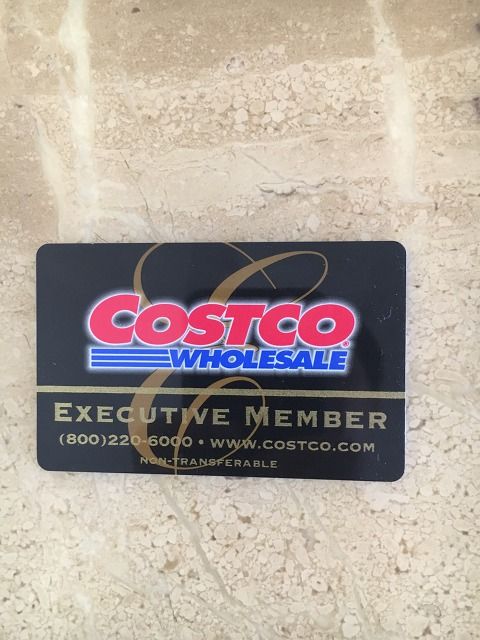 COSTCO®
WHOLESALE
EXECUTIVE MEMBER
(800)220-6000 • WWW.COSTCO.COM
NON-TRANSFERABLE